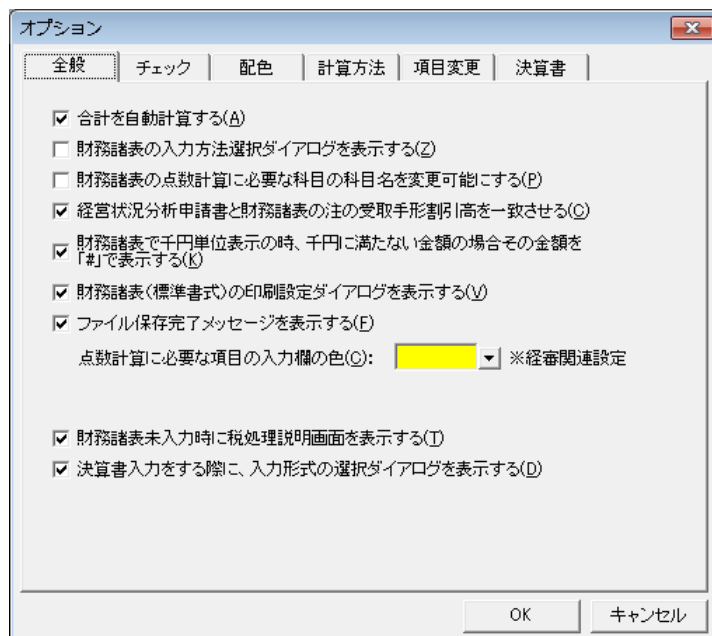 オプション
全般 チェック 配色 計算方法 項目変更 決算書
合計を自動計算する(A)
財務諸表の入力方法選択ダイアログを表示する(Z)
財務諸表の点数計算に必要な科目の科目名を変更可能にする(P)
経営状況分析申請書と財務諸表の注の受取手形割引高を一致させる(C)
財務諸表で千円単位表示の時、千円に満たない金額の場合その金額を
「#」で表示する(K)
財務諸表(標準書式)の印刷設定ダイアログを表示する(V)
ファイル保存完了メッセージを表示する(F)
点数計算に必要な項目の入力欄の色(C): ※経審関連設定
財務諸表未入力時に税処理説明画面を表示する(T)
決算書入力をする際に、入力形式の選択ダイアログを表示する(D)
OK キャンセル